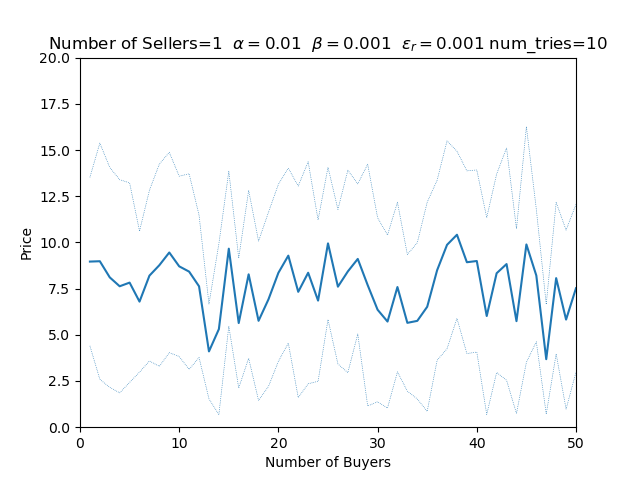 Number of Sellers=1 α = 0.01 β = 0.001 εr = 0.001 num_tries=10
20.0
17.5
15.0
12.5
10.0
7.5
5.0
2.5
0.0
Price
0 10 20 30 40 50
Number of Buyers